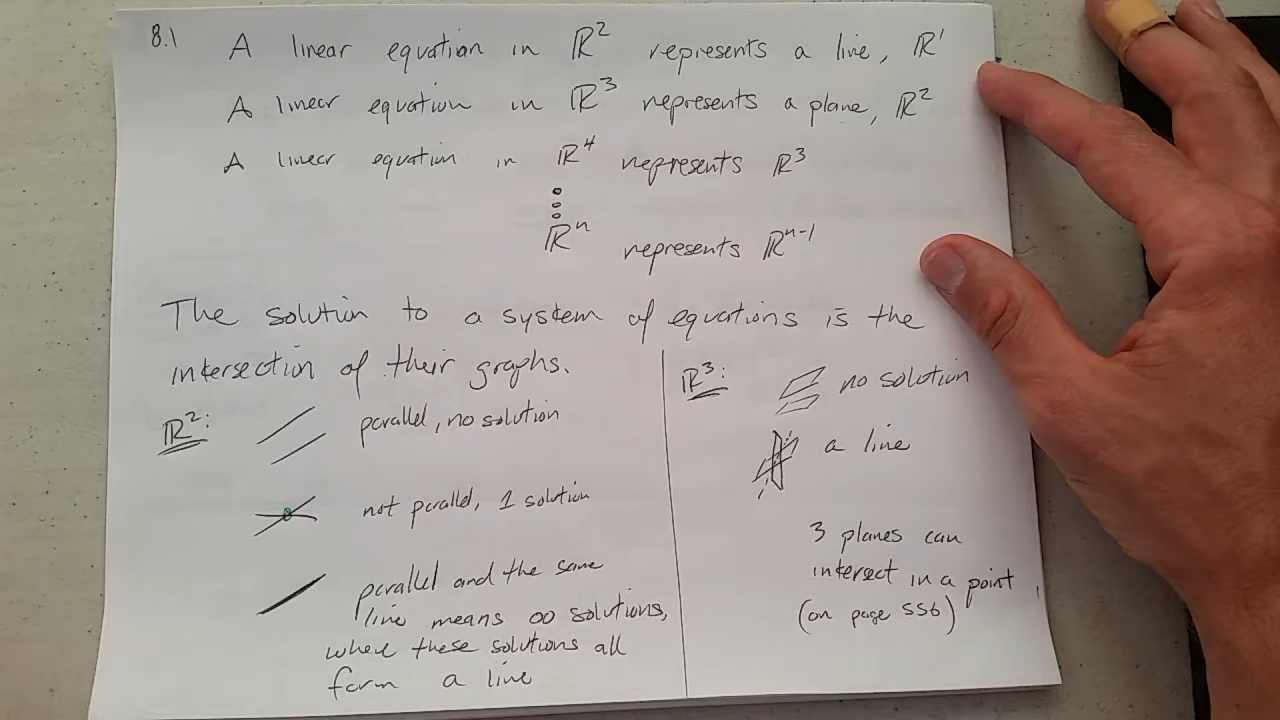 8.1 A linear equation in ℝ² represents a line, ℝ¹
A linear equation in ℝ³ represents a plane, ℝ²
A linear equation in ℝ⁴ represents ℝ³
⋮
ℝⁿ represents ℝⁿ⁻¹
The solution to a system of equations is the
intersection of their graphs.
ℝ²:
parallel, no solution
not parallel, 1 solution
parallel and the same
line means ∞ solutions,
where these solutions all
form a line
ℝ³:
no solution
a line
3 planes can
intersect in a point
(on page 556)